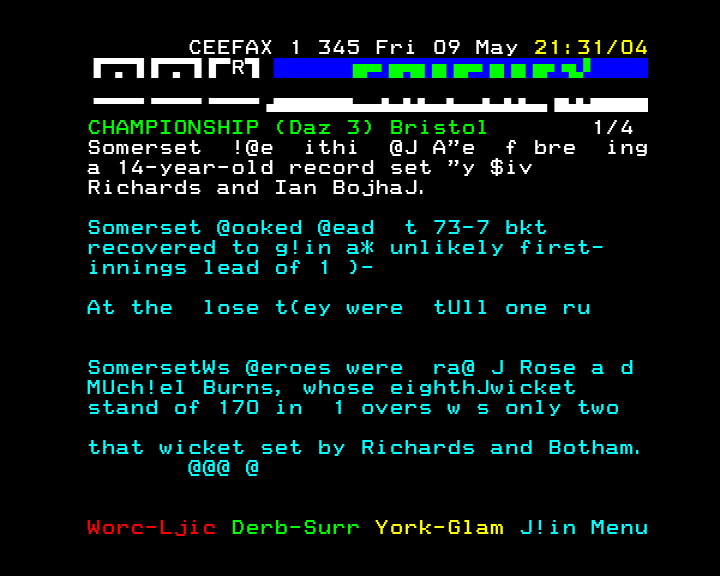 CEEFAX 1 345 Fri 09 May 21:31/04
R
CHAMPIONSHIP (Daz 3) Bristol 1/4
Somerset !@e ithi @J A”e f bre ing
a 14-year-old record set ”y $iv
Richards and Ian BojhaJ.
Somerset @ooked @ead t 73-7 bkt
recovered to g!in a* unlikely first-
innings lead of 1 )-
At the lose t(ey were tUll one ru
SomersetWs @eroes were ra@ J Rose a d
MUch!el Burns, whose eighthJwicket
stand of 170 in 1 overs w s only two
that wicket set by Richards and Botham.
@@@ @
Worc-Ljic Derb-Surr York-Glam J!in Menu